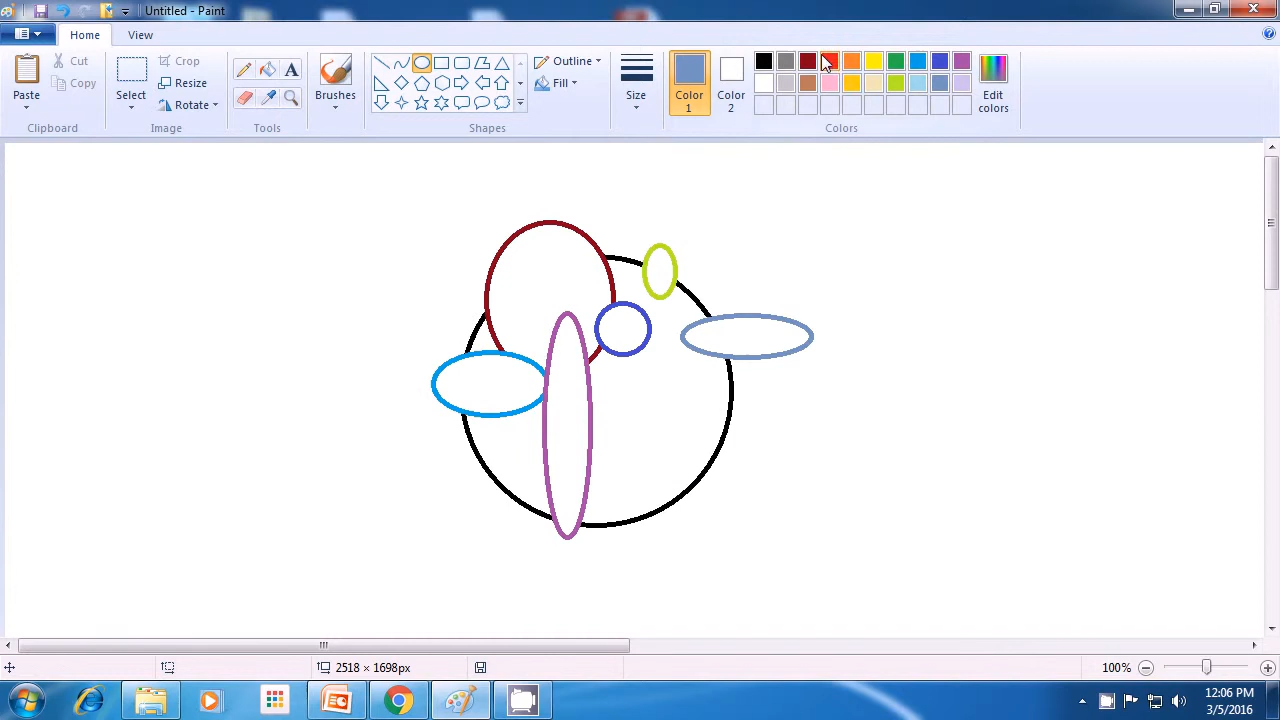 Untitled - Paint
Home View
Paste
Cut
Copy
Clipboard
Select
Crop
Resize
Rotate
Image
A
Tools
Brushes
Outline
Fill
Shapes
Size
Color 1
Color 2
Edit colors
Colors
2518 × 1698px
100%
12:06 PM
3/5/2016